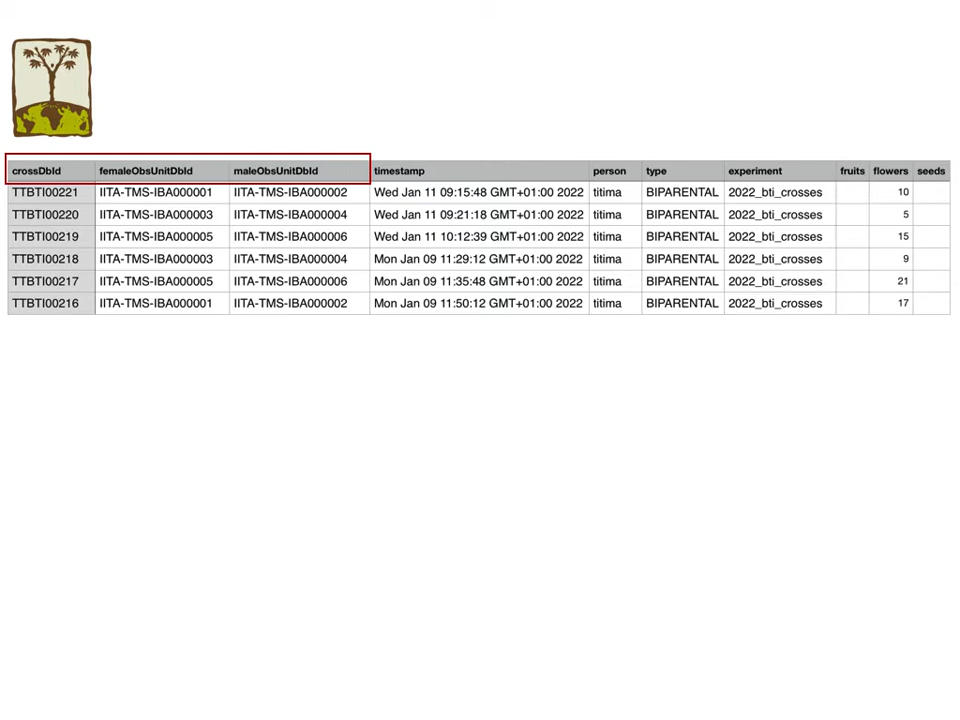 crossDbId femaleObsUnitDbId maleObsUnitDbId timestamp person type experiment fruits flowers seeds
TTBTI00221 IITA-TMS-IBA000001 IITA-TMS-IBA000002 Wed Jan 11 09:15:48 GMT+01:00 2022 titima BIPARENTAL 2022_bti_crosses 10
TTBTI00220 IITA-TMS-IBA000003 IITA-TMS-IBA000004 Wed Jan 11 09:21:18 GMT+01:00 2022 titima BIPARENTAL 2022_bti_crosses 5
TTBTI00219 IITA-TMS-IBA000005 IITA-TMS-IBA000006 Wed Jan 11 10:12:39 GMT+01:00 2022 titima BIPARENTAL 2022_bti_crosses 15
TTBTI00218 IITA-TMS-IBA000003 IITA-TMS-IBA000004 Mon Jan 09 11:29:12 GMT+01:00 2022 titima BIPARENTAL 2022_bti_crosses 9
TTBTI00217 IITA-TMS-IBA000005 IITA-TMS-IBA000006 Mon Jan 09 11:35:48 GMT+01:00 2022 titima BIPARENTAL 2022_bti_crosses 21
TTBTI00216 IITA-TMS-IBA000001 IITA-TMS-IBA000002 Mon Jan 09 11:50:12 GMT+01:00 2022 titima BIPARENTAL 2022_bti_crosses 17